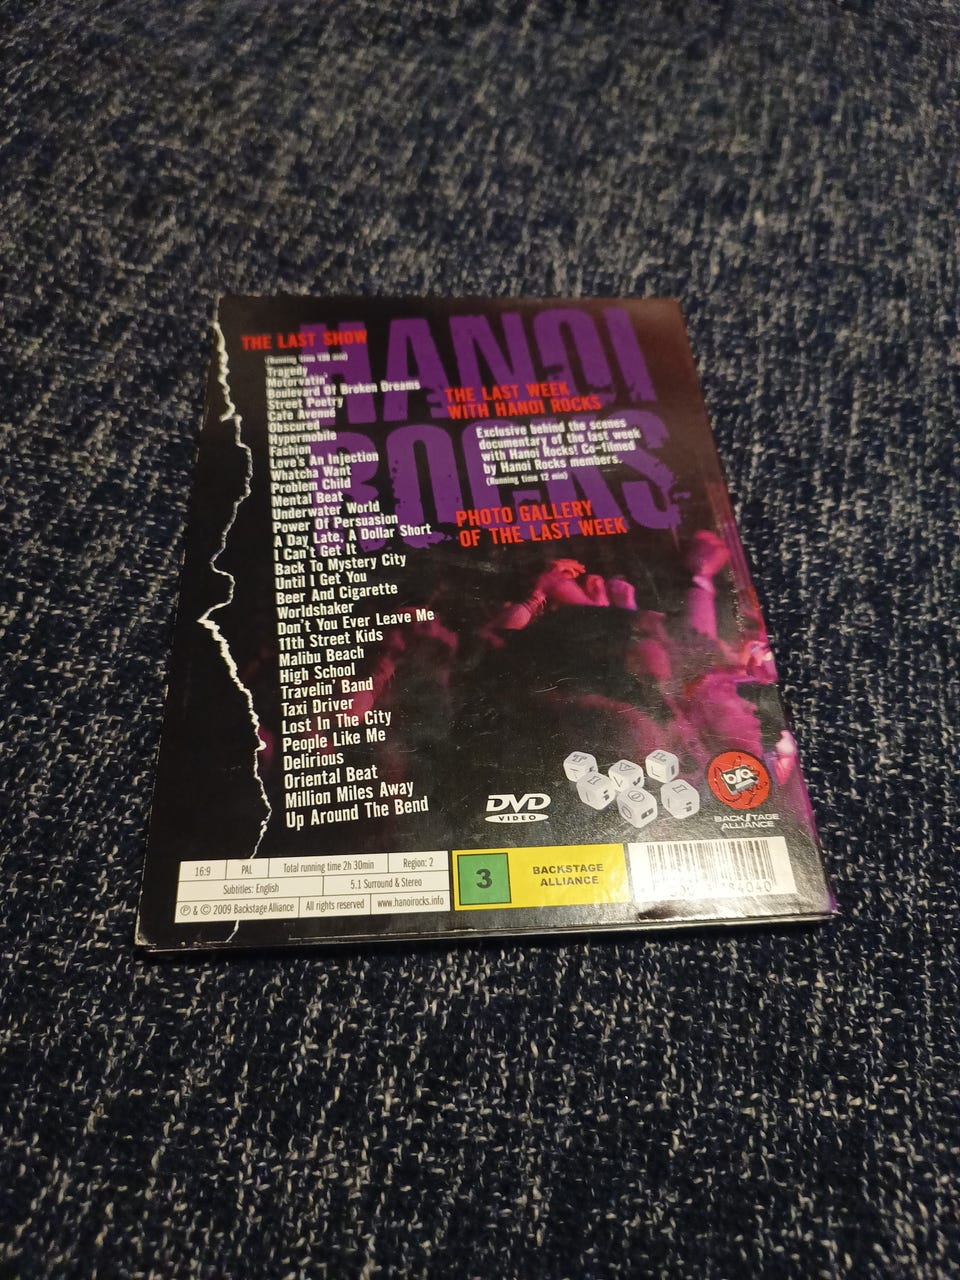 HANOI
ROCKS
THE LAST SHOW
(Running time 138 min)
Tragedy
Motorvatin'
Boulevard Of Broken Dreams
Street Poetry
Cafe Avenue
Obscured
Hypermobile
Fashion
Love's An Injection
Whatcha Want
Problem Child
Mental Beat
Underwater World
Power Of Persuasion
A Day Late, A Dollar Short
I Can't Get It
Back To Mystery City
Until I Get You
Beer And Cigarette
Worldshaker
Don't You Ever Leave Me
11th Street Kids
Malibu Beach
High School
Travelin' Band
Taxi Driver
Lost In The City
People Like Me
Delirious
Oriental Beat
Million Miles Away
Up Around The Bend
THE LAST WEEK
WITH HANOI ROCKS
Exclusive behind the scenes
documentary of the last week
with Hanoi Rocks! Co-filmed
by Hanoi Rocks members.
(Running time 12 min)
PHOTO GALLERY
OF THE LAST WEEK
DVD
VIDEO
bsa
BACKSTAGE
ALLIANCE
16:9 PAL Total running time 2h 30min Region: 2
Subtitles: English 5.1 Surround & Stereo
℗ & © 2009 Backstage Alliance All rights reserved www.hanoirocks.info
3
BACKSTAGE
ALLIANCE